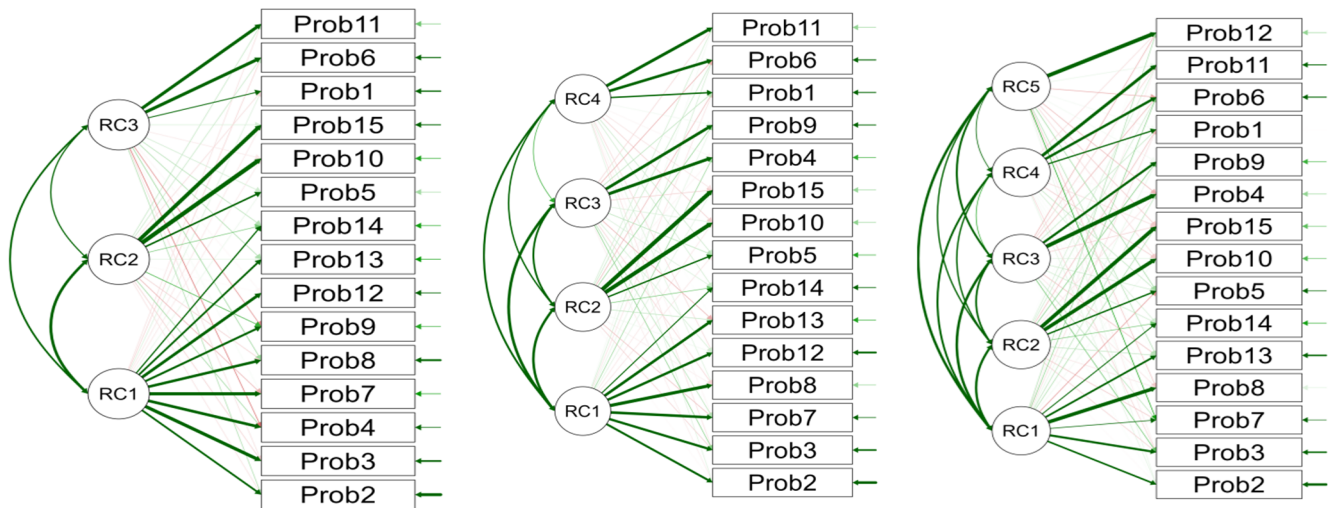 Prob11
Prob6
Prob1
RC3
Prob15
Prob10
Prob5
Prob14
RC2
Prob13
Prob12
Prob9
Prob8
RC1
Prob7
Prob4
Prob3
Prob2
Prob11
Prob6
RC4
Prob1
Prob9
Prob4
Prob15
RC3
Prob10
Prob5
Prob14
RC2
Prob13
Prob12
Prob8
RC1
Prob7
Prob3
Prob2
Prob12
Prob11
RC5
Prob6
Prob1
Prob9
RC4
Prob4
Prob15
Prob10
RC3
Prob5
Prob14
RC2
Prob13
Prob8
Prob7
RC1
Prob3
Prob2